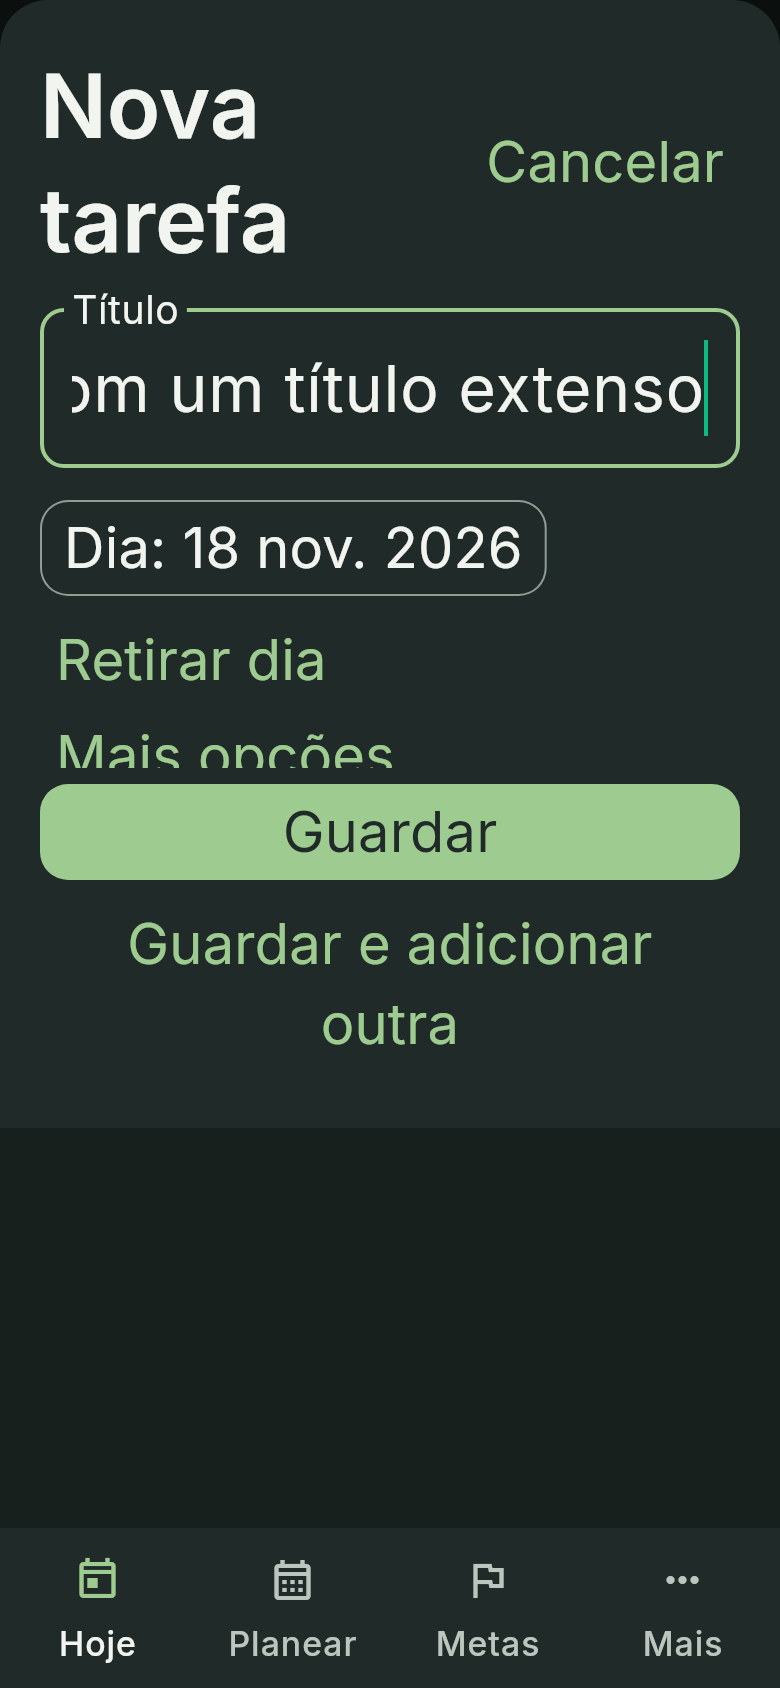 Nova
tarefa
Cancelar
Título
om um título extenso
Dia: 18 nov. 2026
Retirar dia
Mais opções
Guardar
Guardar e adicionar
outra
Hoje
Planear
Metas
Mais